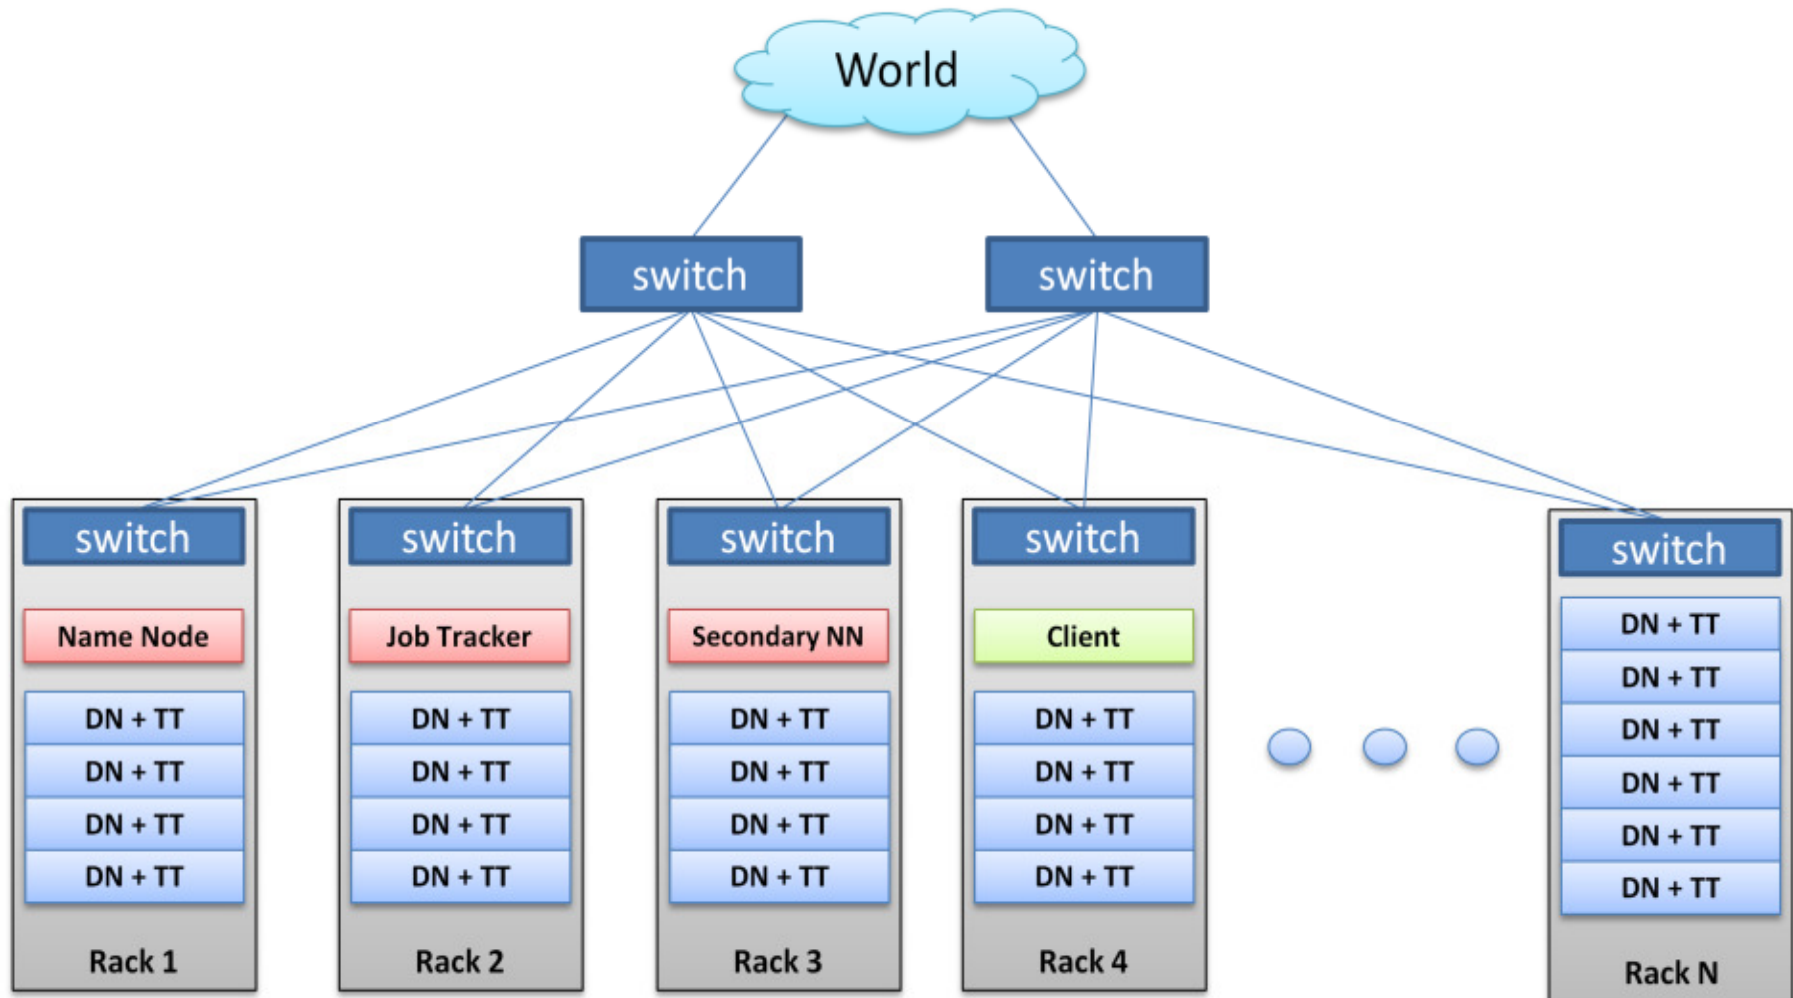 World
switch
switch
switch
Name Node
DN + TT
DN + TT
DN + TT
DN + TT
Rack 1
switch
Job Tracker
DN + TT
DN + TT
DN + TT
DN + TT
Rack 2
switch
Secondary NN
DN + TT
DN + TT
DN + TT
DN + TT
Rack 3
switch
Client
DN + TT
DN + TT
DN + TT
DN + TT
Rack 4
switch
DN + TT
DN + TT
DN + TT
DN + TT
DN + TT
DN + TT
Rack N